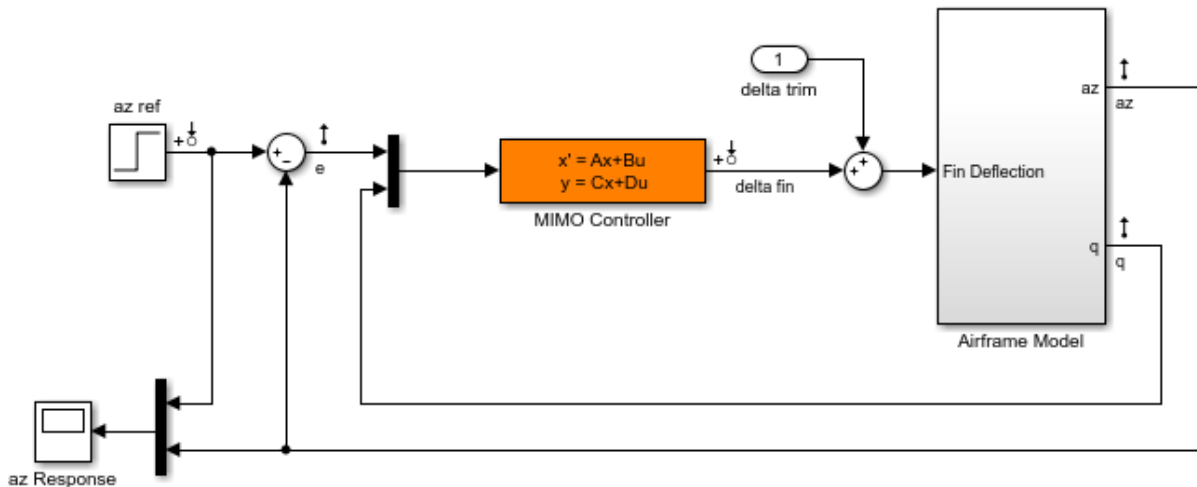 az ref
+
+
-
e
x' = Ax+Bu
y = Cx+Du
MIMO Controller
+
delta fin
1
delta trim
+
+
Fin Deflection
az
az
q
q
Airframe Model
az Response